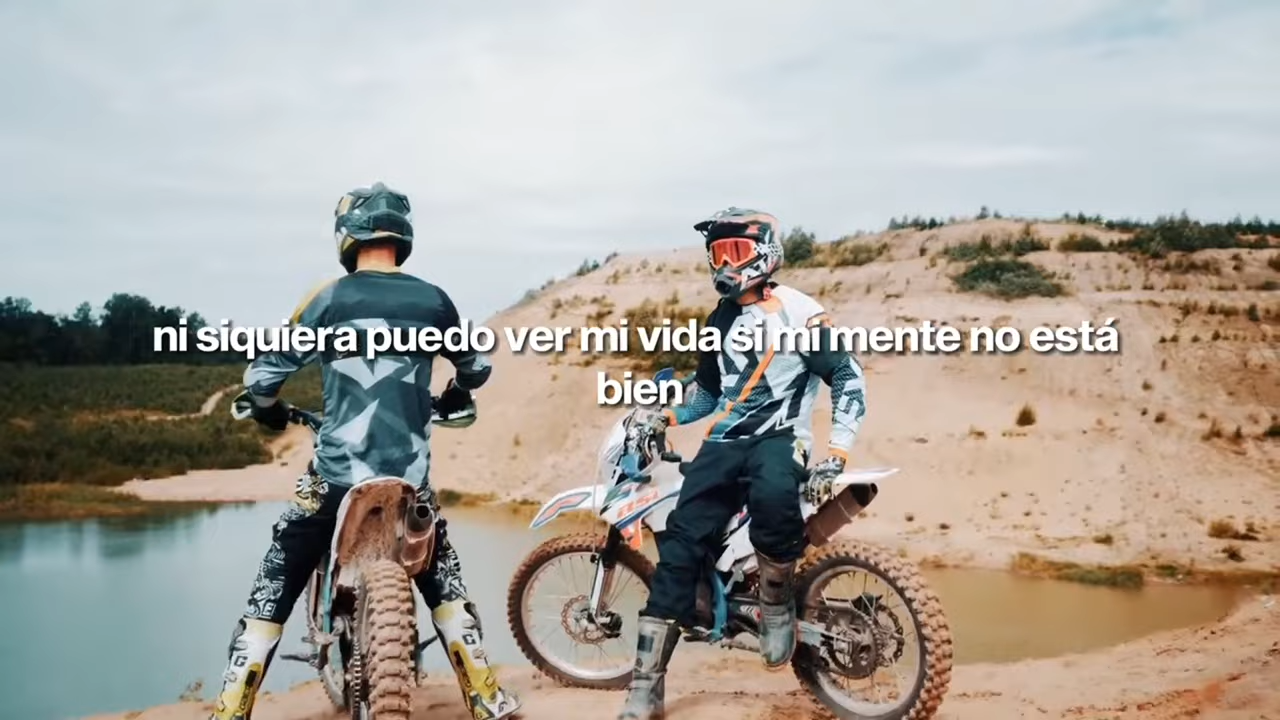 ni siquiera puedo ver mi vida si mi mente no está
bien